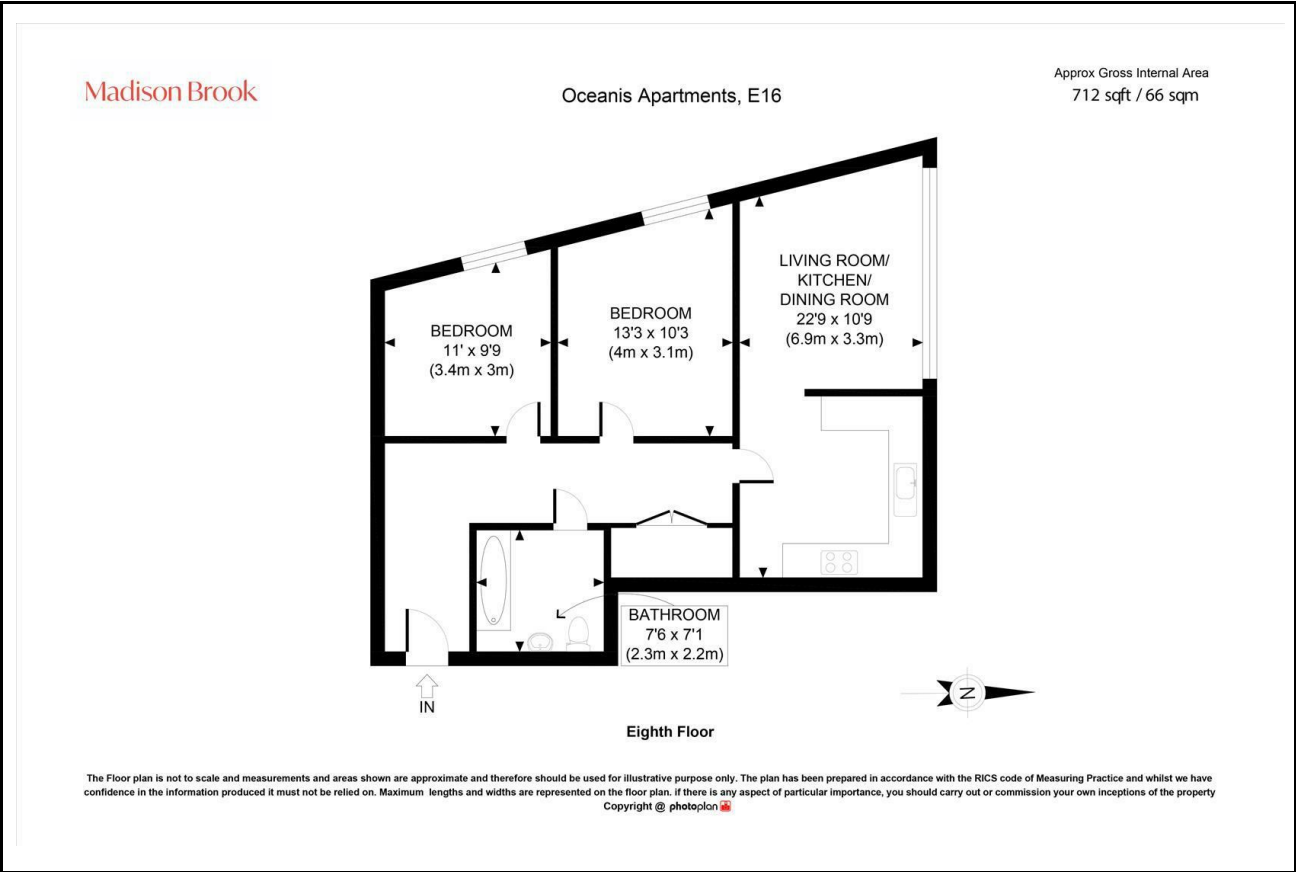 Madison Brook
Oceanis Apartments, E16
Approx Gross Internal Area
712 sqft / 66 sqm
LIVING ROOM/
KITCHEN/
DINING ROOM
22'9 x 10'9
(6.9m x 3.3m)
BEDROOM
13'3 x 10'3
(4m x 3.1m)
BEDROOM
11' x 9'9
(3.4m x 3m)
BATHROOM
7'6 x 7'1
(2.3m x 2.2m)
IN
N
Eighth Floor
The Floor plan is not to scale and measurements and areas shown are approximate and therefore should be used for illustrative purpose only. The plan has been prepared in accordance with the RICS code of Measuring Practice and whilst we have
confidence in the information produced it must not be relied on. Maximum lengths and widths are represented on the floor plan. if there is any aspect of particular importance, you should carry out or commission your own inceptions of the property
Copyright @ photoplan